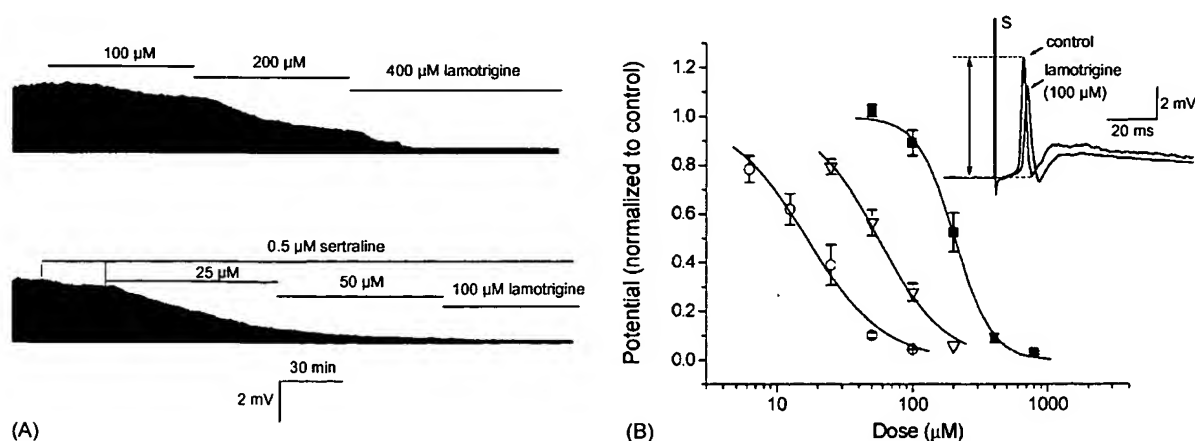 100 µM
200 µM
400 µM lamotrigine
0.5 µM sertraline
25 µM
50 µM
100 µM lamotrigine
30 min
2 mV
(A)
Potential (normalized to control)
1.2
1.0
0.8
0.6
0.4
0.2
0.0
10
100
1000
Dose (µM)
S
control
lamotrigine
(100 µM)
2 mV
20 ms
(B)